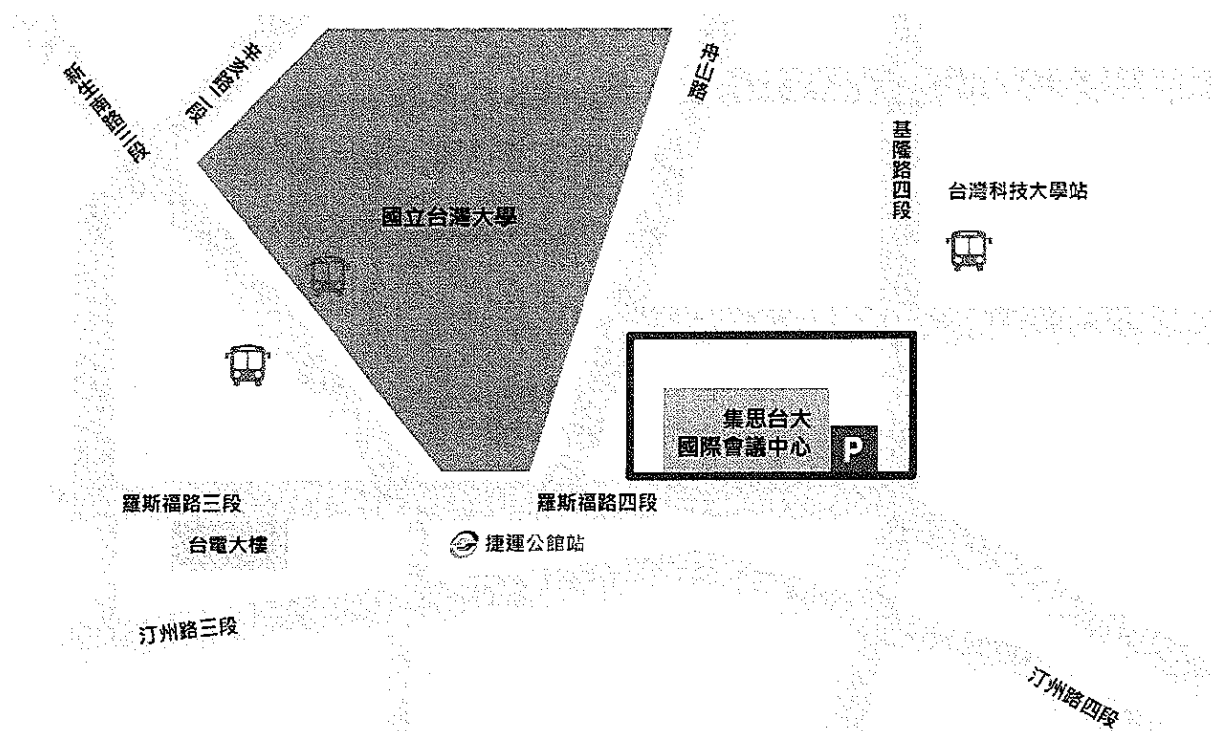 新生南路三段
辛亥路二段
舟山路
基隆路四段
台灣科技大學站
國立台灣大學
集思台大
國際會議中心
P
羅斯福路三段
羅斯福路四段
台電大樓
捷運公館站
汀州路三段
汀州路四段